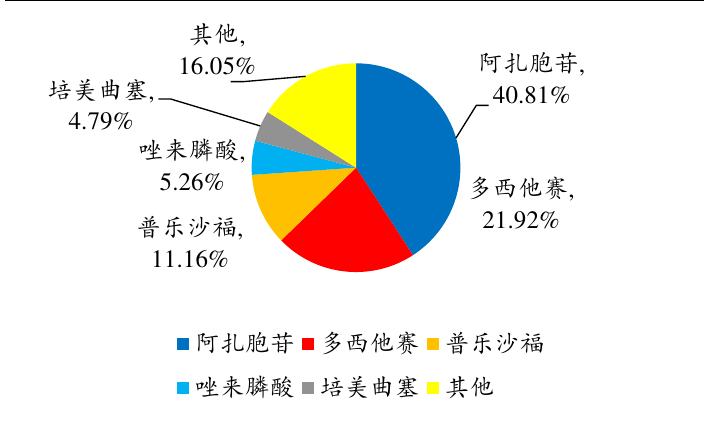 其他,
16.05%
阿扎胞苷,
40.81%
培美曲塞,
4.79%
唑来膦酸,
5.26%
多西他赛,
21.92%
普乐沙福,
11.16%
阿扎胞苷 多西他赛 普乐沙福
唑来膦酸 培美曲塞 其他